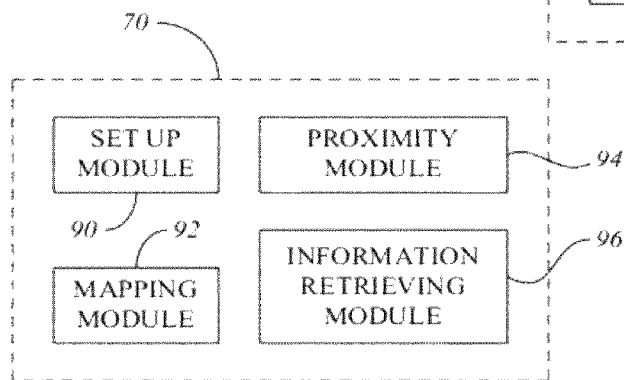 70
SET UP
MODULE
PROXIMITY
MODULE
94
90
92
96
MAPPING
MODULE
INFORMATION
RETRIEVING
MODULE